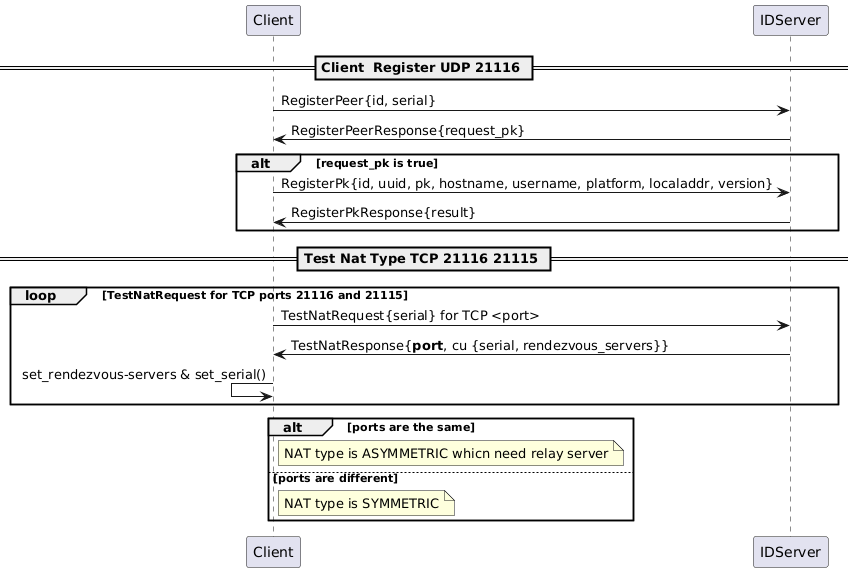 Client IDServer
Client  Register UDP 21116
RegisterPeer{id, serial}
RegisterPeerResponse{request_pk}
alt [request_pk is true]
RegisterPk{id, uuid, pk, hostname, username, platform, localaddr, version}
RegisterPkResponse{result}
Test Nat Type TCP 21116 21115
loop [TestNatRequest for TCP ports 21116 and 21115]
TestNatRequest{serial} for TCP <port>
TestNatResponse{port, cu {serial, rendezvous_servers}}
set_rendezvous-servers & set_serial()
alt [ports are the same]
NAT type is ASYMMETRIC whicn need relay server
[ports are different]
NAT type is SYMMETRIC
Client IDServer